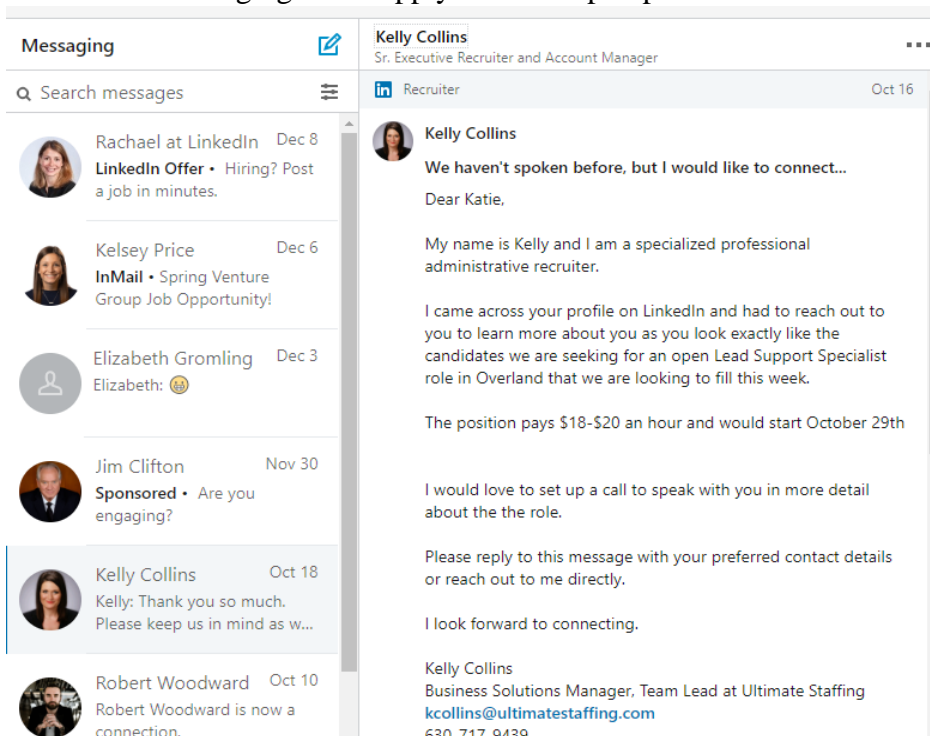 Messaging
Search messages
Rachael at LinkedIn Dec 8
LinkedIn Offer • Hiring? Post
a job in minutes.
Kelsey Price Dec 6
InMail • Spring Venture
Group Job Opportunity!
Elizabeth Gromling Dec 3
Elizabeth: 😁
Jim Clifton Nov 30
Sponsored • Are you
engaging?
Kelly Collins Oct 18
Kelly: Thank you so much.
Please keep us in mind as w...
Robert Woodward Oct 10
Robert Woodward is now a
connection.
Kelly Collins
Sr. Executive Recruiter and Account Manager
in Recruiter Oct 16
Kelly Collins
We haven't spoken before, but I would like to connect...
Dear Katie,
My name is Kelly and I am a specialized professional
administrative recruiter.
I came across your profile on LinkedIn and had to reach out to
you to learn more about you as you look exactly like the
candidates we are seeking for an open Lead Support Specialist
role in Overland that we are looking to fill this week.
The position pays $18-$20 an hour and would start October 29th
I would love to set up a call to speak with you in more detail
about the the role.
Please reply to this message with your preferred contact details
or reach out to me directly.
I look forward to connecting.
Kelly Collins
Business Solutions Manager, Team Lead at Ultimate Staffing
kcollins@ultimatestaffing.com
630-717-9439